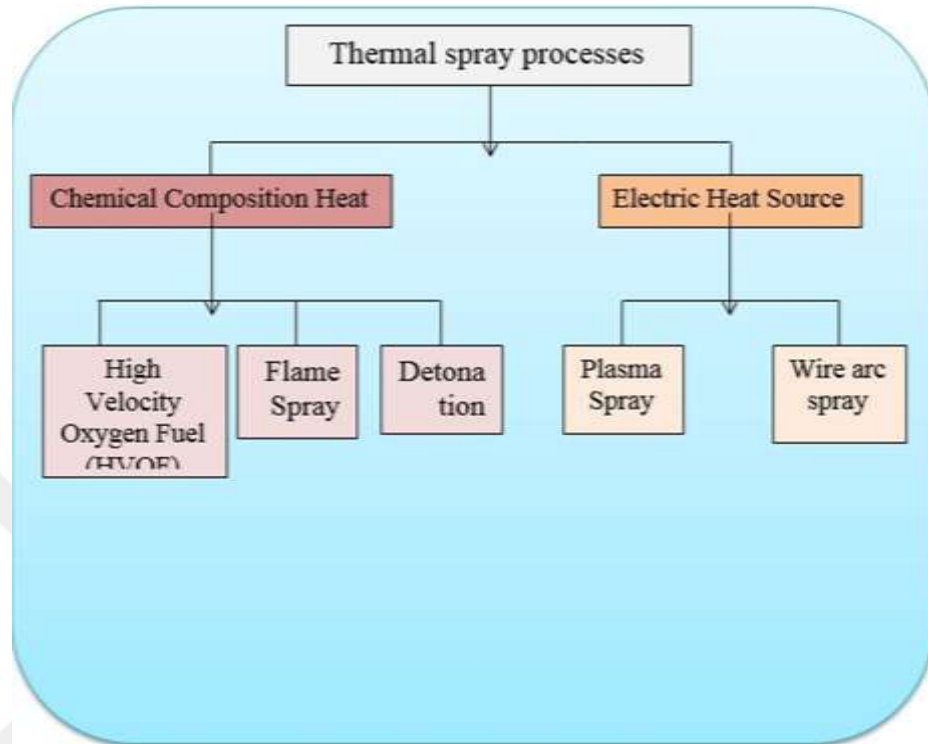 Thermal spray processes
Chemical Composition Heat
Electric Heat Source
High
Velocity
Oxygen Fuel
(HVOF)
Flame
Spray
Detona
tion
Plasma
Spray
Wire arc
spray